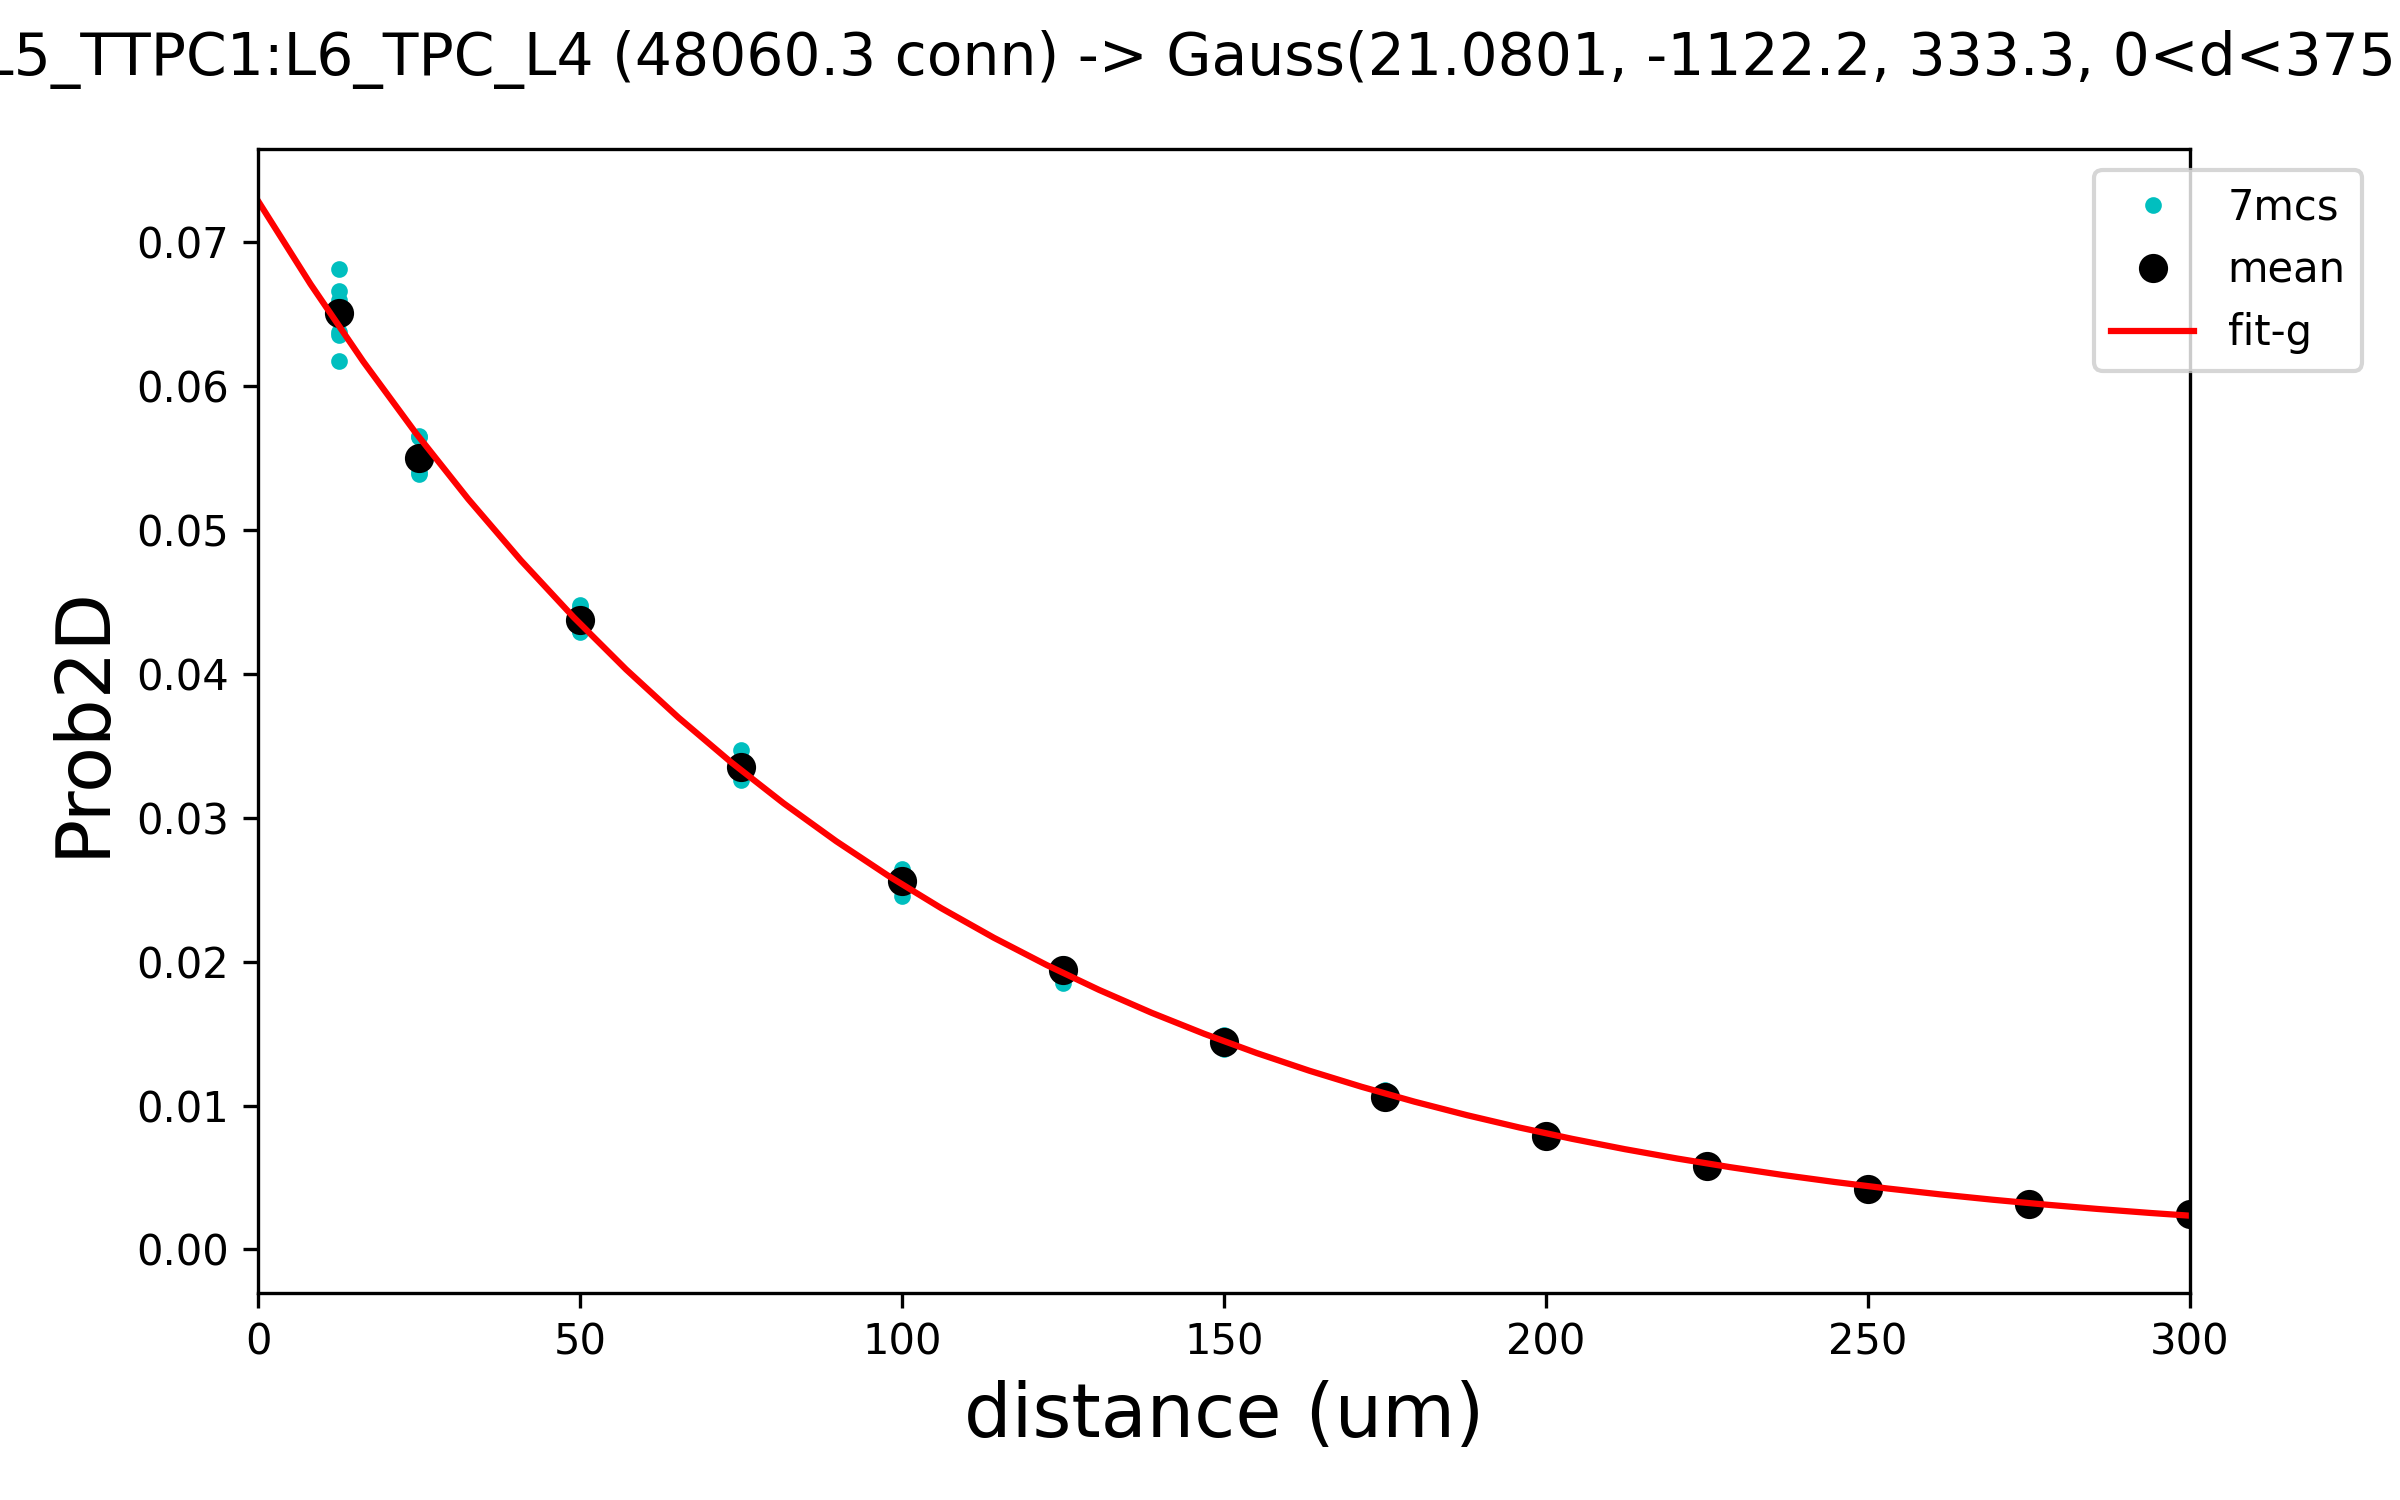 L5_TTPC1:L6_TPC_L4 (48060.3 conn) -> Gauss(21.0801, -1122.2, 333.3, 0<d<375
7mcs
mean
fit-g
Prob2D
0.07
0.06
0.05
0.04
0.03
0.02
0.01
0.00
0 50 100 150 200 250 300
distance (um)